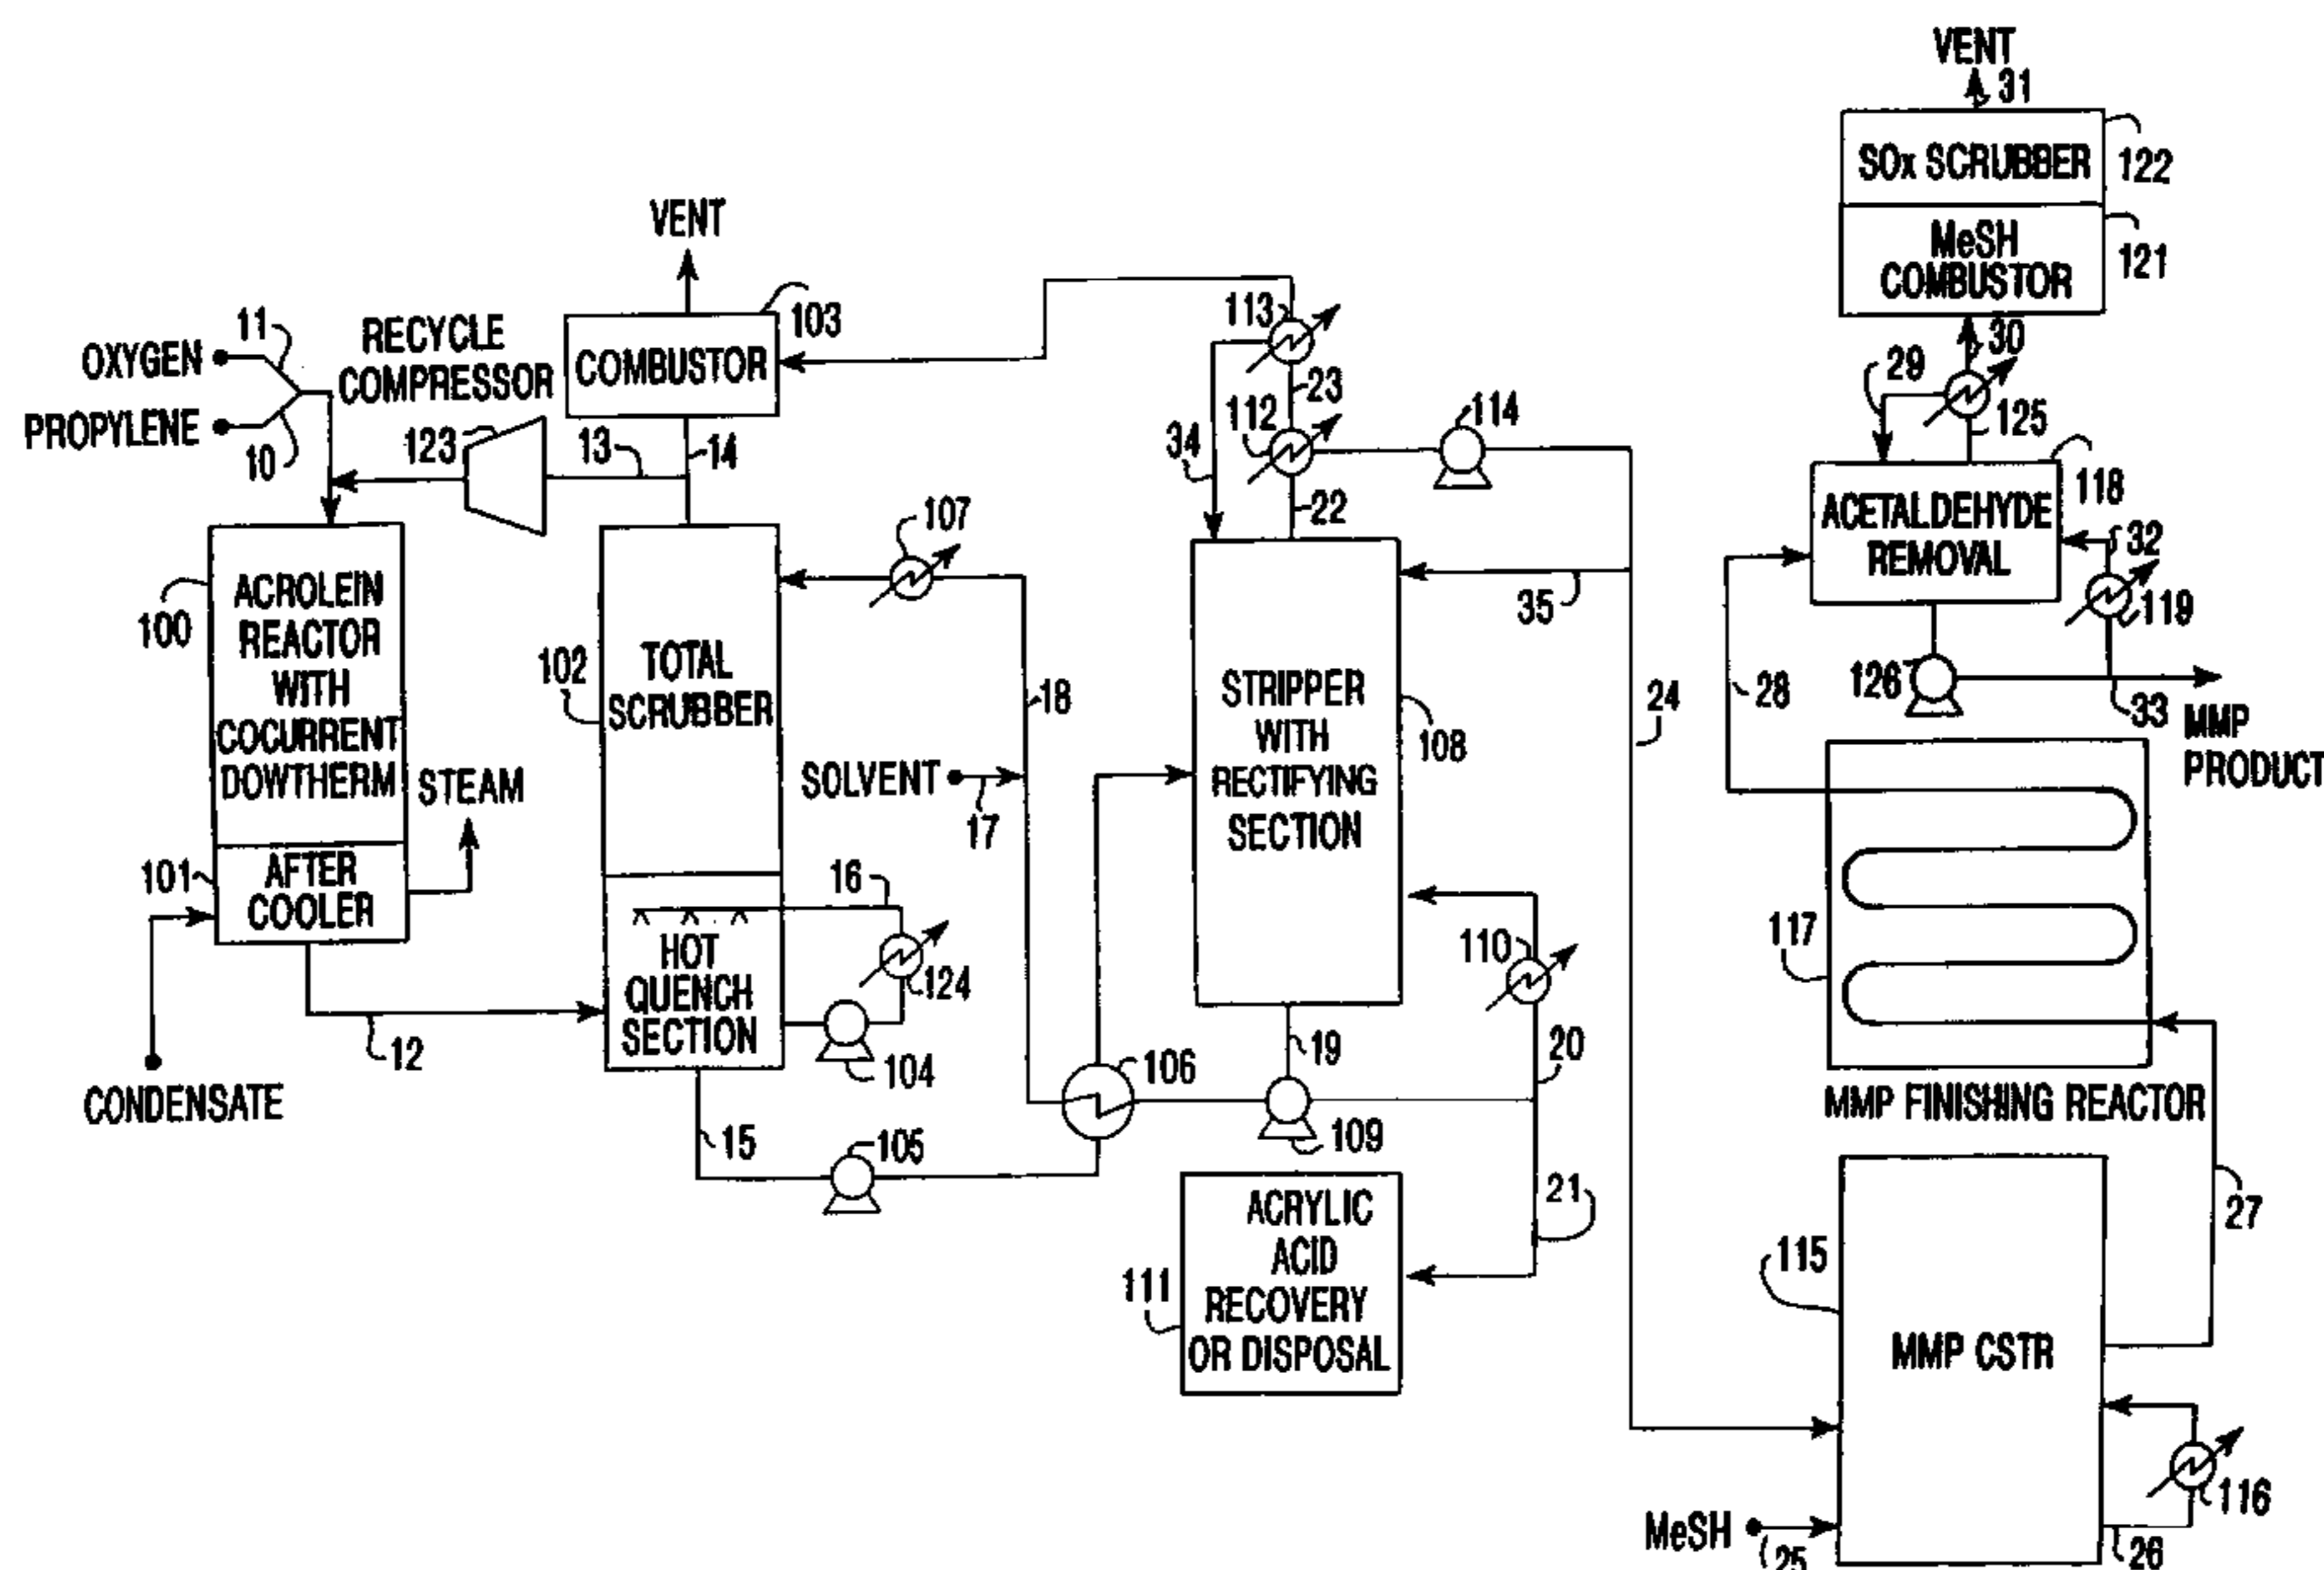 VENT
31
SOx SCRUBBER
122
MeSH
COMBUSTOR
121
30
29
125
118
ACETALDEHYDE
REMOVAL
32
119
126
28
33
MMP
PRODUCT
VENT
103
COMBUSTOR
11
OXYGEN
RECYCLE
COMPRESSOR
PROPYLENE
10
123
13
14
113
23
112
34
22
114
107
100
ACROLEIN
REACTOR
WITH
COCURRENT
DOWTHERM
STEAM
101
AFTER
COOLER
12
CONDENSATE
102
TOTAL
SCRUBBER
SOLVENT
17
18
16
HOT
QUENCH
SECTION
124
104
15
105
106
STRIPPER
WITH
RECTIFYING
SECTION
108
35
24
110
19
20
109
21
111
ACRYLIC
ACID
RECOVERY
OR DISPOSAL
117
MMP FINISHING REACTOR
27
115
MMP CSTR
116
MeSH
25
26